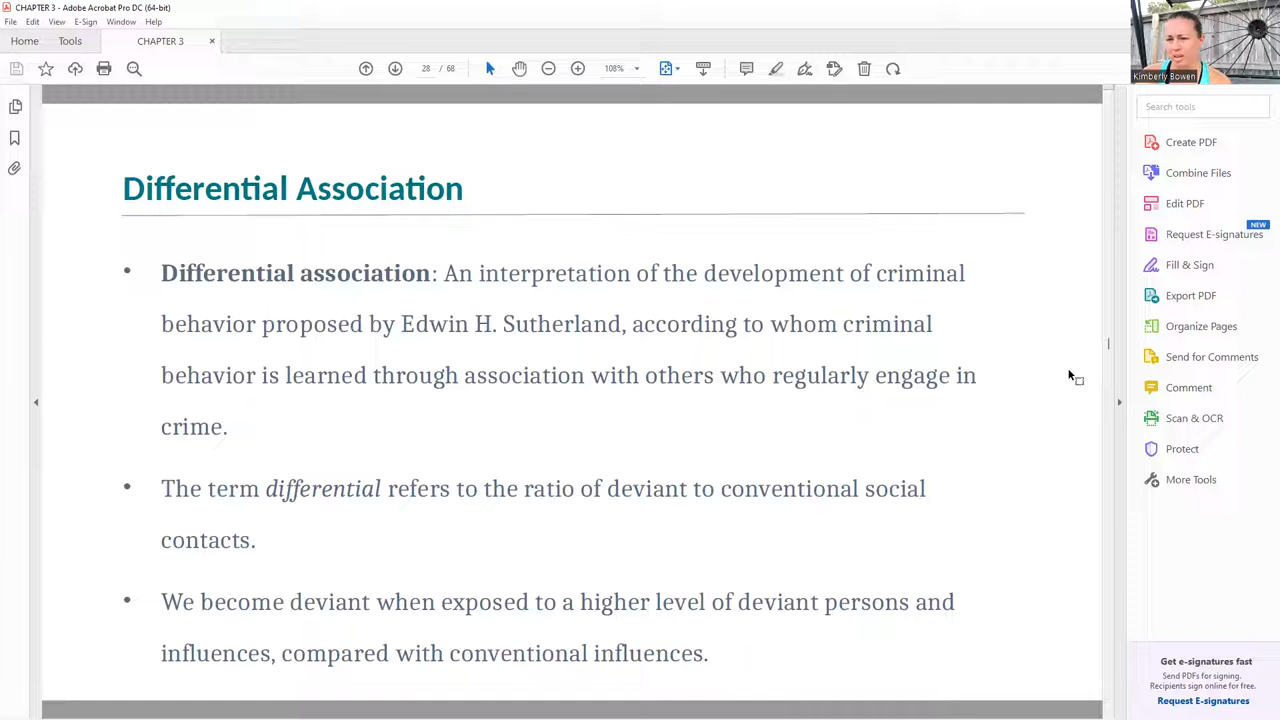 CHAPTER 3 - Adobe Acrobat Pro DC (64-bit)
File Edit View E-Sign Window Help
Home Tools CHAPTER 3 ×
28 / 68 108%
Kimberly Bowen
Search tools
Create PDF
Combine Files
Edit PDF
NEW
Request E-signatures
Fill & Sign
Export PDF
Organize Pages
Send for Comments
Comment
Scan & OCR
Protect
More Tools
Get e-signatures fast
Send PDFs for signing.
Recipients sign online for free.
Request E-Signatures
Differential Association
• Differential association: An interpretation of the development of criminal
behavior proposed by Edwin H. Sutherland, according to whom criminal
behavior is learned through association with others who regularly engage in
crime.
• The term differential refers to the ratio of deviant to conventional social
contacts.
• We become deviant when exposed to a higher level of deviant persons and
influences, compared with conventional influences.